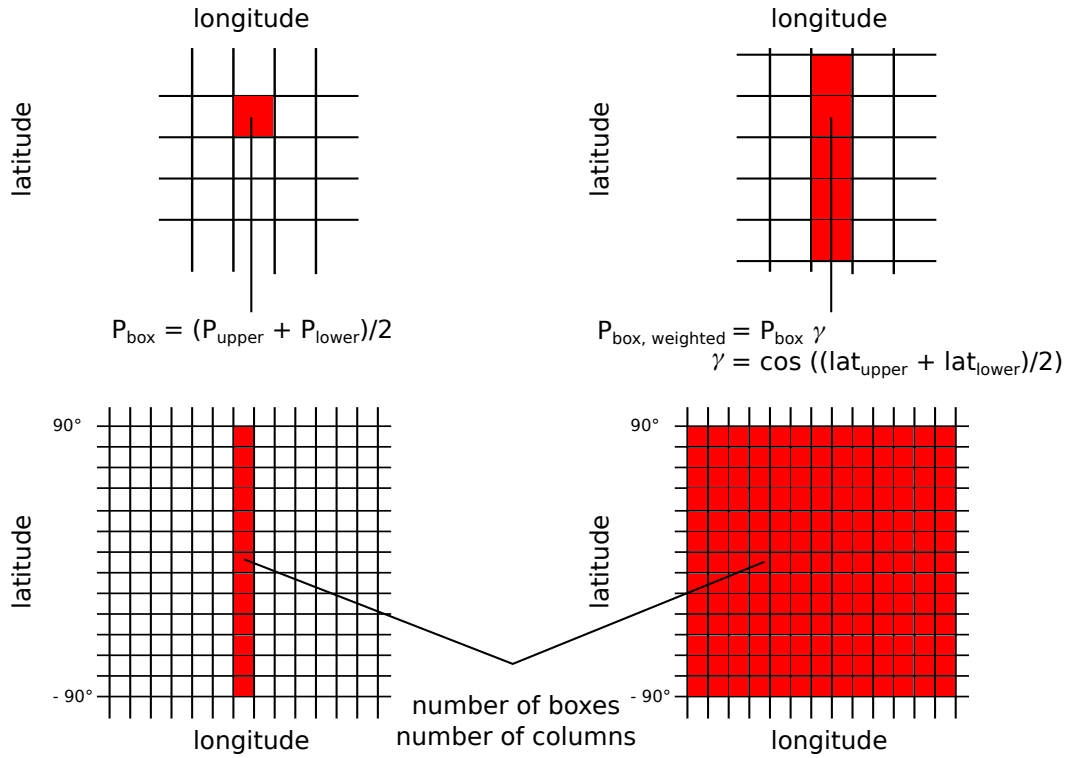 longitude
latitude
P_box = (P_upper + P_lower)/2
longitude
latitude
P_box, weighted = P_box γ
γ = cos ((lat_upper + lat_lower)/2)
90°
latitude
- 90°
longitude
90°
latitude
- 90°
longitude
number of boxes
number of columns